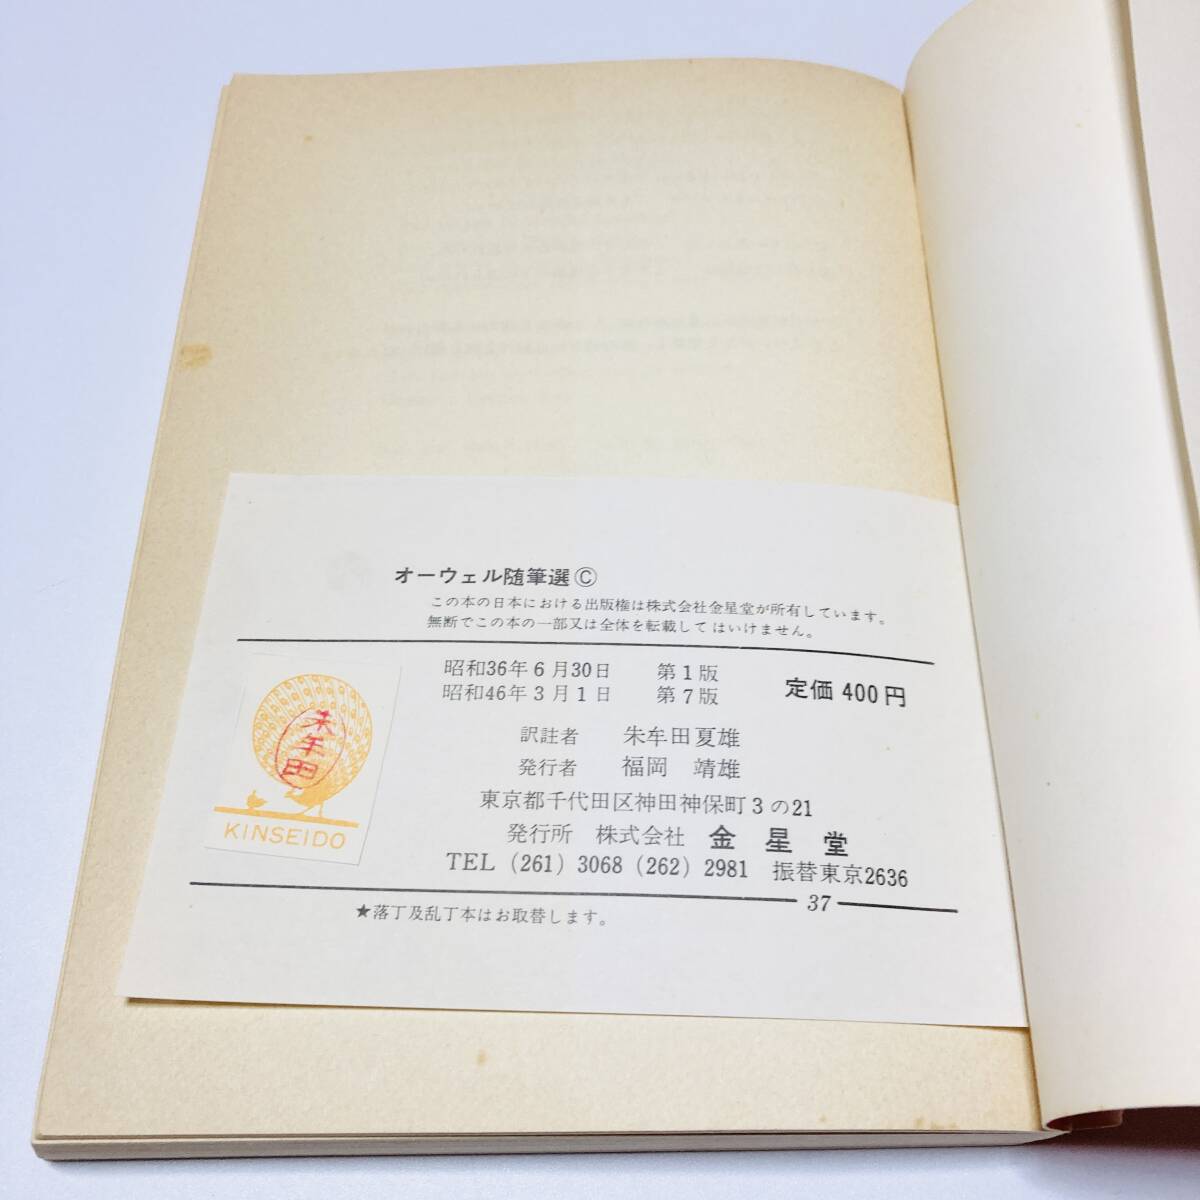 オーウェル随筆選 Ⓒ
この本の日本における出版権は株式会社金星堂が所有しています。
無断でこの本の一部又は全体を転載してはいけません。
昭和36年6月30日 第1版
昭和46年3月1日 第7版
定価 400円
訳註者 朱牟田夏雄
発行者 福岡 靖雄
東京都千代田区神田神保町3の21
発行所 株式会社 金星堂
TEL (261) 3068 (262) 2981 振替東京2636
37
★落丁及乱丁本はお取替します。
朱牟田
KINSEIDO